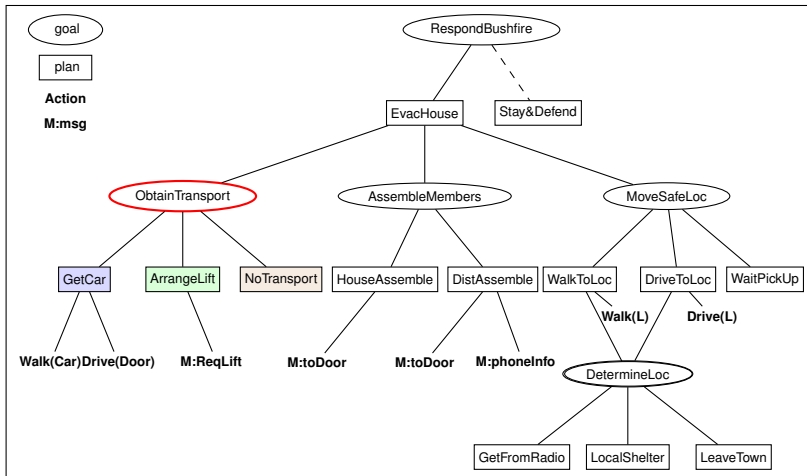 goal
RespondBushfire
plan
Action
M:msg
EvacHouse
Stay&Defend
ObtainTransport
AssembleMembers
MoveSafeLoc
GetCar
ArrangeLift
NoTransport
HouseAssemble
DistAssemble
WalkToLoc
DriveToLoc
WaitPickUp
Walk(L)
Drive(L)
Walk(Car)
Drive(Door)
M:ReqLift
M:toDoor
M:toDoor
M:phoneInfo
DetermineLoc
GetFromRadio
LocalShelter
LeaveTown